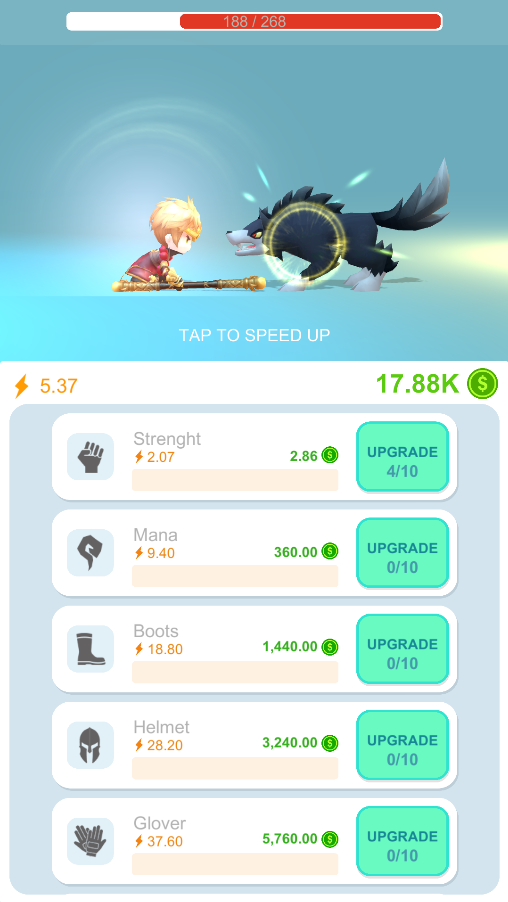 188 / 268
TAP TO SPEED UP
5.37
17.88K $
Strenght
2.07
2.86 $
UPGRADE
4/10
Mana
9.40
360.00 $
UPGRADE
0/10
Boots
18.80
1,440.00 $
UPGRADE
0/10
Helmet
28.20
3,240.00 $
UPGRADE
0/10
Glover
37.60
5,760.00 $
UPGRADE
0/10